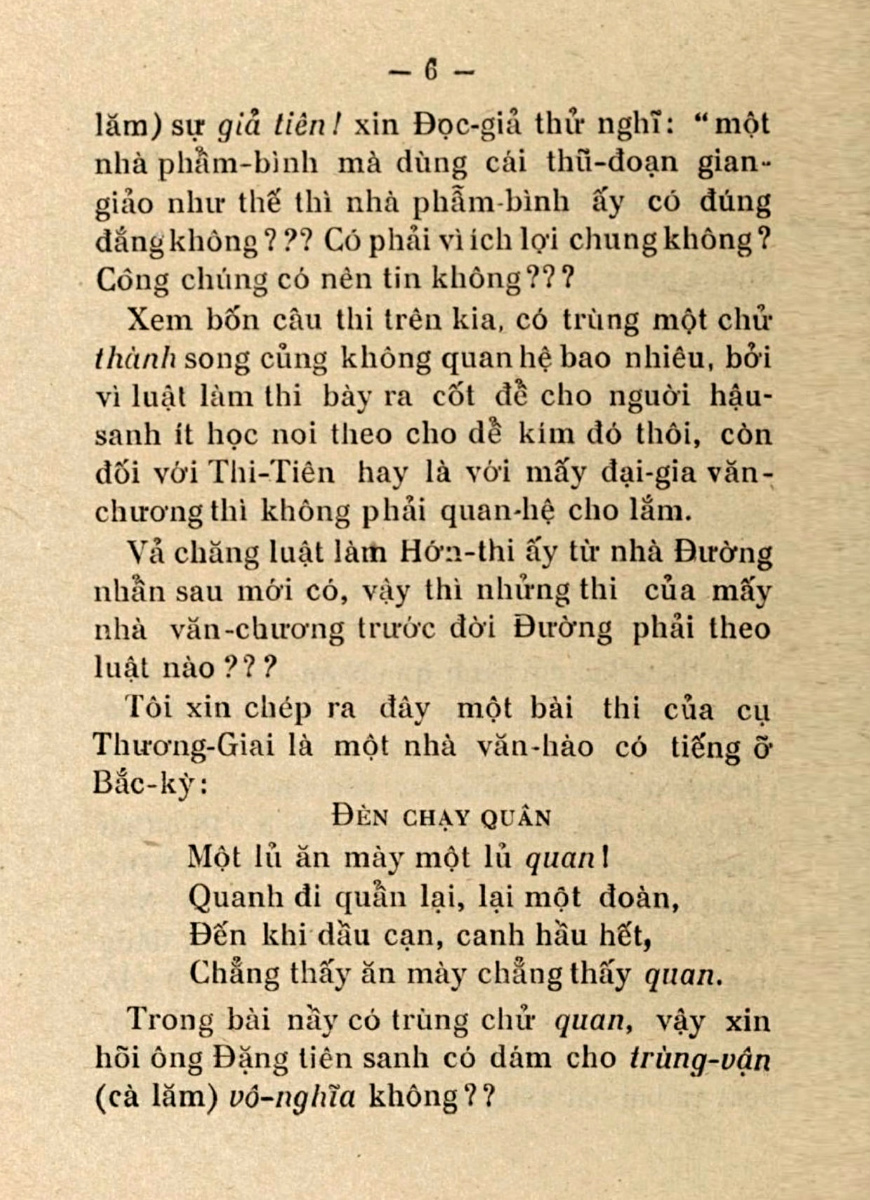 — 6 —
lăm) sự giả tiên! xin Đọc-giả thử nghĩ: “một
nhà phẩm-bình mà dùng cái thũ-đoạn gian-
giảo như thế thì nhà phẫm-bình ấy có đúng
đắng không??? Có phải vì ích lợi chung không?
Công chúng có nên tin không???
Xem bốn câu thi trên kia, có trùng một chử
thành song củng không quan hệ bao nhiêu, bởi
vì luật làm thi bày ra cốt để cho người hậu-
sanh ít học noi theo cho dể kím đó thôi, còn
đối với Thi-Tiên hay là với mấy đại-gia văn-
chương thì không phải quan-hệ cho lắm.
Vả chăng luật làm Hớn-thi ấy từ nhà Đường
nhẫn sau mới có, vậy thì nhửng thi của mấy
nhà văn-chương trước đời Đường phải theo
luật nào???
Tôi xin chép ra đây một bài thi của cụ
Thương-Giai là một nhà văn-hào có tiếng ỡ
Bắc-kỳ:
ĐÈN CHẠY QUÂN
Một lủ ăn mày một lủ quan!
Quanh đi quẩn lại, lại một đoàn,
Đến khi dầu cạn, canh hầu hết,
Chẳng thấy ăn mày chẳng thấy quan.
Trong bài nầy có trùng chử quan, vậy xin
hõi ông Đặng tiên sanh có dám cho trùng-vận
(cà lăm) vô-nghĩa không??